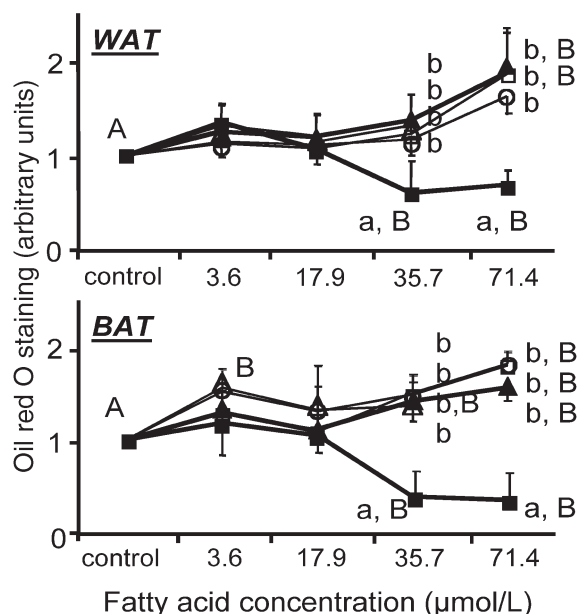 Oil red O staining (arbitrary units)
WAT
2
1
0
A
b
b
b
b
b, B
b, B
b
a, B
a, B
control 3.6 17.9 35.7 71.4
BAT
2
1
0
A
B
b
b
b,B
b
b, B
b, B
b, B
a, B
a, B
control 3.6 17.9 35.7 71.4
Fatty acid concentration (μmol/L)